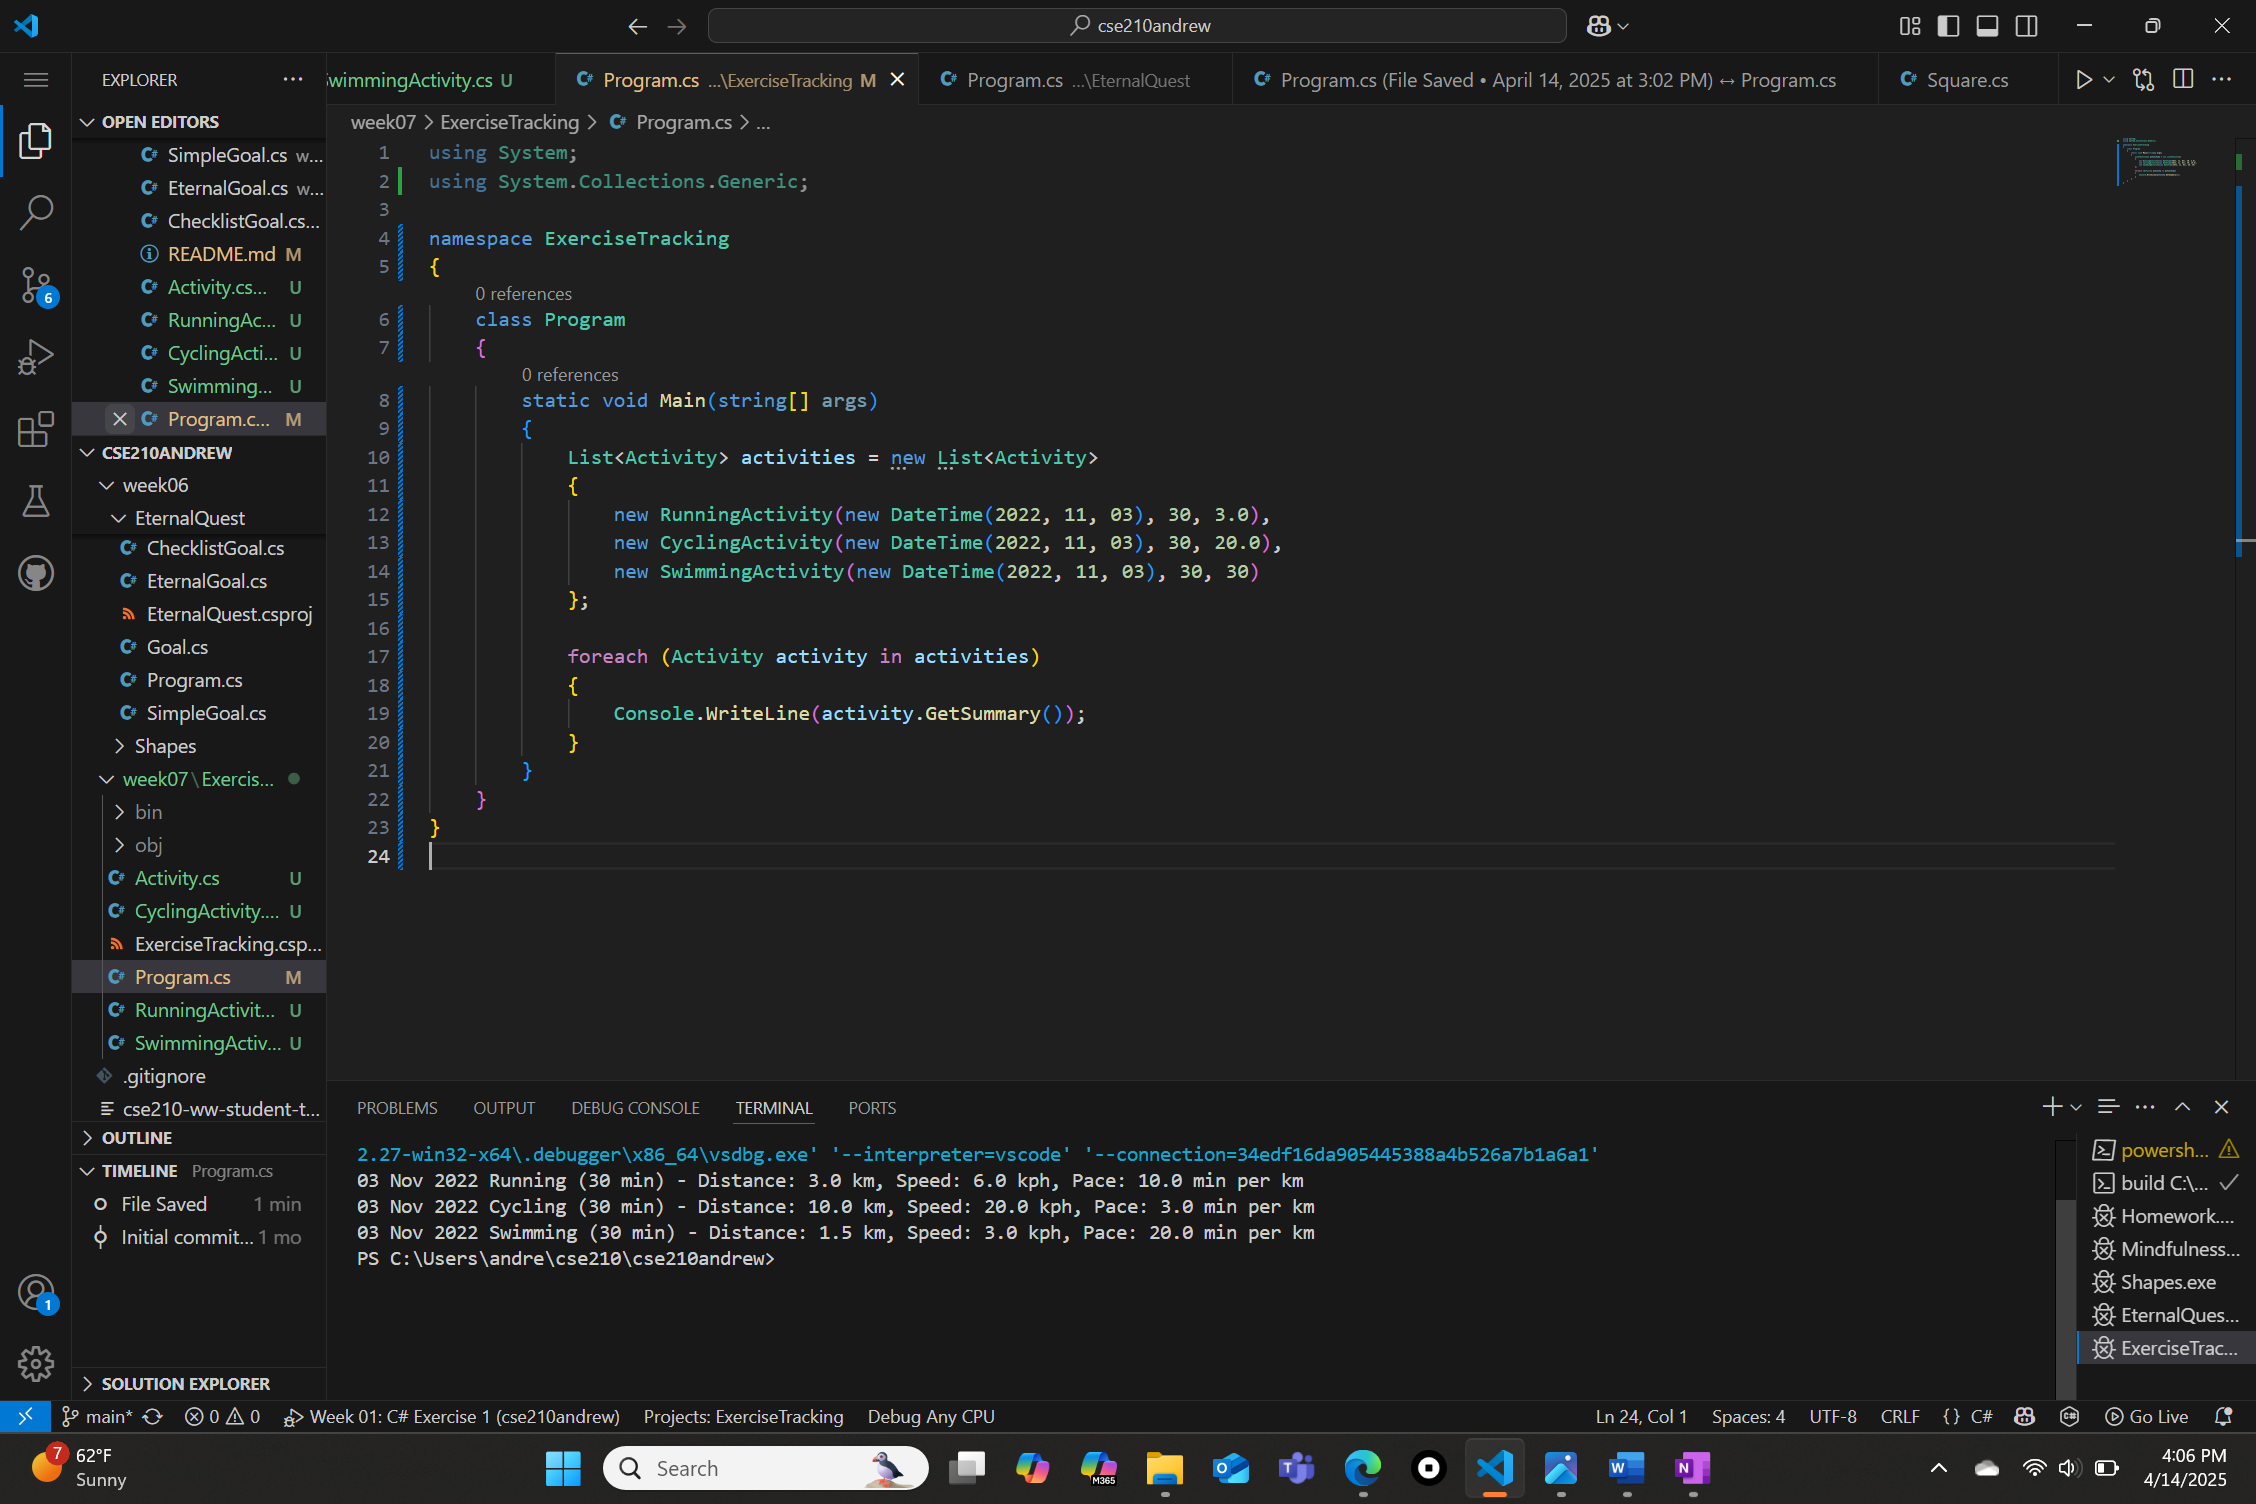 cse210andrew
EXPLORER
wimmingActivity.cs U
Program.cs ...\ExerciseTracking M
Program.cs ...\EternalQuest
Program.cs (File Saved • April 14, 2025 at 3:02 PM) ↔ Program.cs
Square.cs
week07 > ExerciseTracking > Program.cs > ...
OPEN EDITORS
SimpleGoal.cs w...
EternalGoal.cs w...
ChecklistGoal.cs...
README.md M
Activity.cs... U
RunningAc... U
CyclingActi... U
Swimming... U
Program.c... M
CSE210ANDREW
week06
EternalQuest
ChecklistGoal.cs
EternalGoal.cs
EternalQuest.csproj
Goal.cs
Program.cs
SimpleGoal.cs
Shapes
week07\Exercis...
bin
obj
Activity.cs U
CyclingActivity.... U
ExerciseTracking.csp...
Program.cs M
RunningActivit... U
SwimmingActiv... U
.gitignore
cse210-ww-student-t...
OUTLINE
TIMELINE Program.cs
File Saved 1 min
Initial commit... 1 mo
SOLUTION EXPLORER
6
1
1 using System;
2 using System.Collections.Generic;
3
4 namespace ExerciseTracking
5 {
0 references
6 class Program
7 {
0 references
8 static void Main(string[] args)
9 {
10 List<Activity> activities = new List<Activity>
11 {
12 new RunningActivity(new DateTime(2022, 11, 03), 30, 3.0),
13 new CyclingActivity(new DateTime(2022, 11, 03), 30, 20.0),
14 new SwimmingActivity(new DateTime(2022, 11, 03), 30, 30)
15 };
16
17 foreach (Activity activity in activities)
18 {
19 Console.WriteLine(activity.GetSummary());
20 }
21 }
22 }
23 }
24
PROBLEMS OUTPUT DEBUG CONSOLE TERMINAL PORTS
2.27-win32-x64\.debugger\x86_64\vsdbg.exe' '--interpreter=vscode' '--connection=34edf16da905445388a4b526a7b1a6a1'
03 Nov 2022 Running (30 min) - Distance: 3.0 km, Speed: 6.0 kph, Pace: 10.0 min per km
03 Nov 2022 Cycling (30 min) - Distance: 10.0 km, Speed: 20.0 kph, Pace: 3.0 min per km
03 Nov 2022 Swimming (30 min) - Distance: 1.5 km, Speed: 3.0 kph, Pace: 20.0 min per km
PS C:\Users\andre\cse210\cse210andrew>
powersh...
build C:\...
Homework....
Mindfulness...
Shapes.exe
EternalQues...
ExerciseTrac...
main* 0 0 Week 01: C# Exercise 1 (cse210andrew) Projects: ExerciseTracking Debug Any CPU
Ln 24, Col 1 Spaces: 4 UTF-8 CRLF {} C# Go Live
7 62°F
Sunny
Search
M365
4:06 PM
4/14/2025